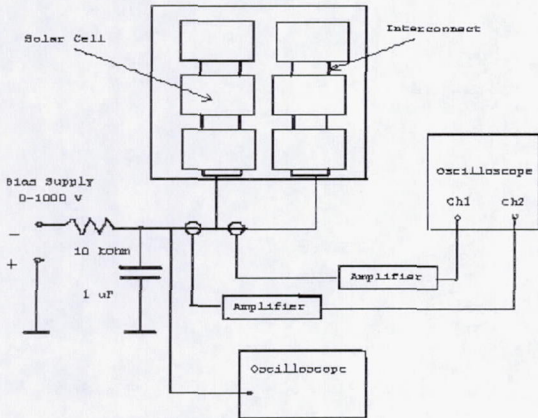 Solar Cell
Interconnect
Oscilloscope
Ch1 Ch2
Bias Supply
0-1000 V
-
+
10 kOhm
1 uF
Amplifier
Amplifier
Oscilloscope